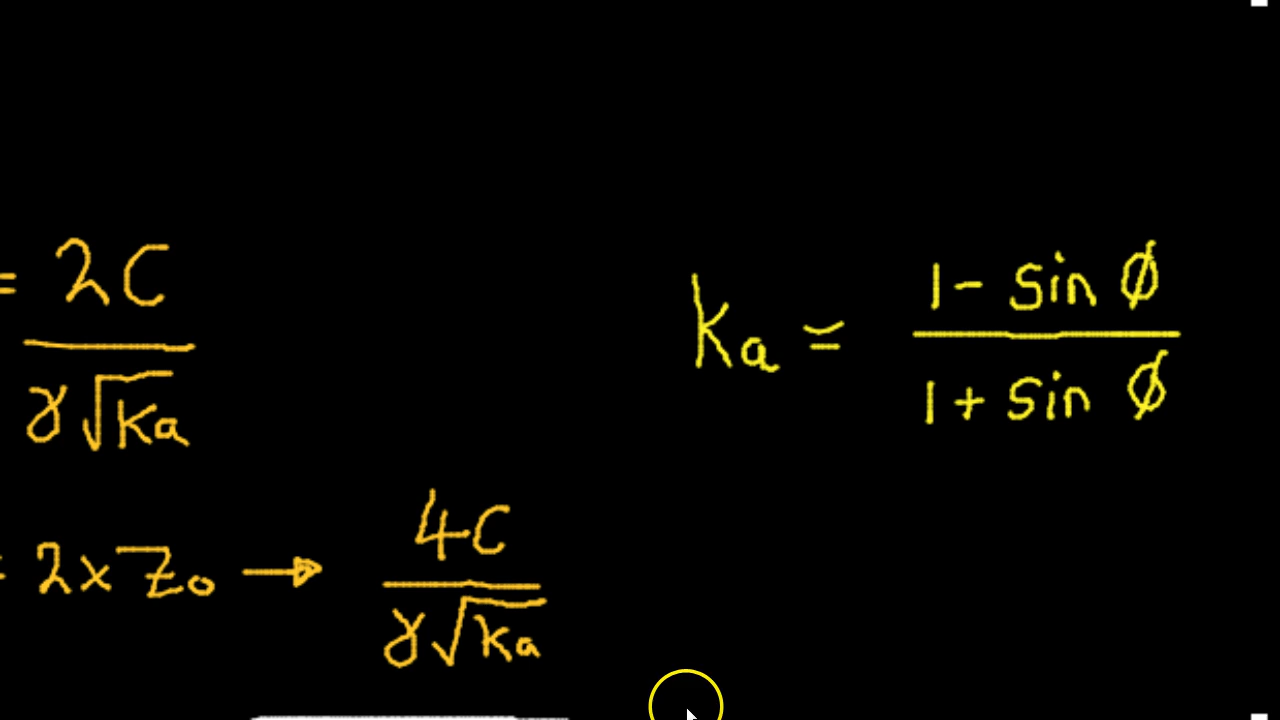 = 2C / γ√ka
ka = 1 - sin Ø / 1 + sin Ø
= 2 x Zo → 4C / γ√ka